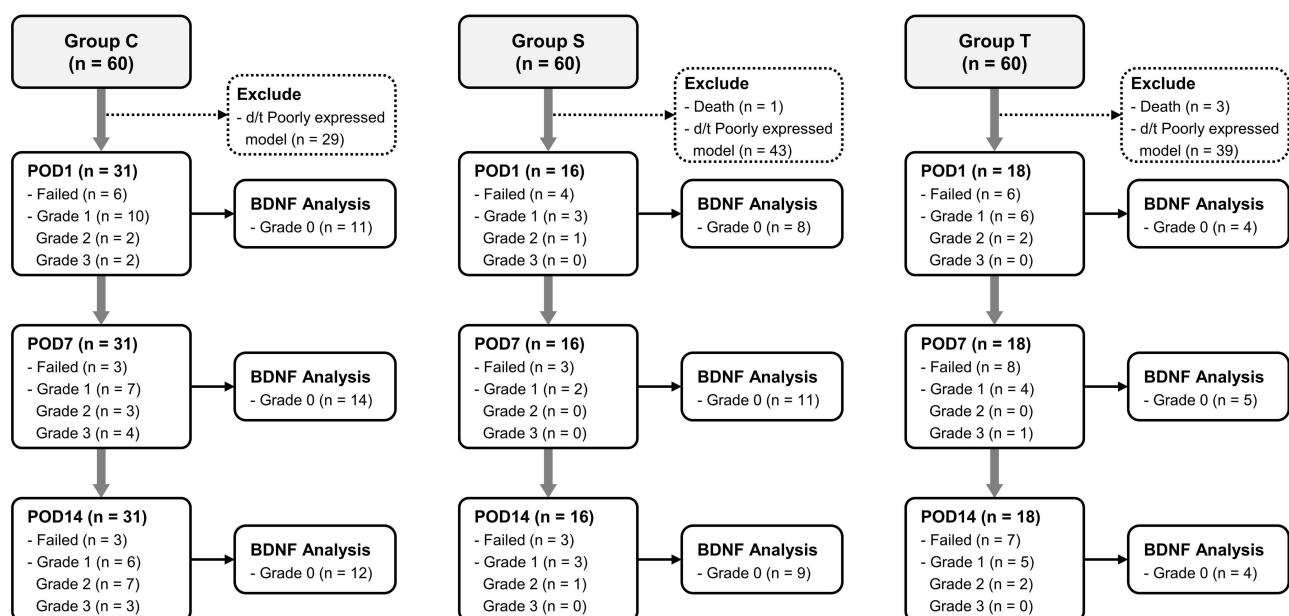 Group C
(n = 60)
Exclude
- d/t Poorly expressed
model (n = 29)
POD1 (n = 31)
- Failed (n = 6)
- Grade 1 (n = 10)
Grade 2 (n = 2)
Grade 3 (n = 2)
BDNF Analysis
- Grade 0 (n = 11)
POD7 (n = 31)
- Failed (n = 3)
- Grade 1 (n = 7)
Grade 2 (n = 3)
Grade 3 (n = 4)
BDNF Analysis
- Grade 0 (n = 14)
POD14 (n = 31)
- Failed (n = 3)
- Grade 1 (n = 6)
Grade 2 (n = 7)
Grade 3 (n = 3)
BDNF Analysis
- Grade 0 (n = 12)
Group S
(n = 60)
Exclude
- Death (n = 1)
- d/t Poorly expressed
model (n = 43)
POD1 (n = 16)
- Failed (n = 4)
- Grade 1 (n = 3)
Grade 2 (n = 1)
Grade 3 (n = 0)
BDNF Analysis
- Grade 0 (n = 8)
POD7 (n = 16)
- Failed (n = 3)
- Grade 1 (n = 2)
Grade 2 (n = 0)
Grade 3 (n = 0)
BDNF Analysis
- Grade 0 (n = 11)
POD14 (n = 16)
- Failed (n = 3)
- Grade 1 (n = 3)
Grade 2 (n = 1)
Grade 3 (n = 0)
BDNF Analysis
- Grade 0 (n = 9)
Group T
(n = 60)
Exclude
- Death (n = 3)
- d/t Poorly expressed
model (n = 39)
POD1 (n = 18)
- Failed (n = 6)
- Grade 1 (n = 6)
Grade 2 (n = 2)
Grade 3 (n = 0)
BDNF Analysis
- Grade 0 (n = 4)
POD7 (n = 18)
- Failed (n = 8)
- Grade 1 (n = 4)
Grade 2 (n = 0)
Grade 3 (n = 1)
BDNF Analysis
- Grade 0 (n = 5)
POD14 (n = 18)
- Failed (n = 7)
- Grade 1 (n = 5)
Grade 2 (n = 2)
Grade 3 (n = 0)
BDNF Analysis
- Grade 0 (n = 4)